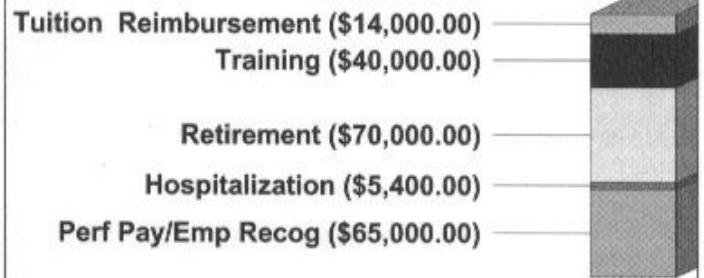 Tuition Reimbursement ($14,000.00)
Training ($40,000.00)
Retirement ($70,000.00)
Hospitalization ($5,400.00)
Perf Pay/Emp Recog ($65,000.00)